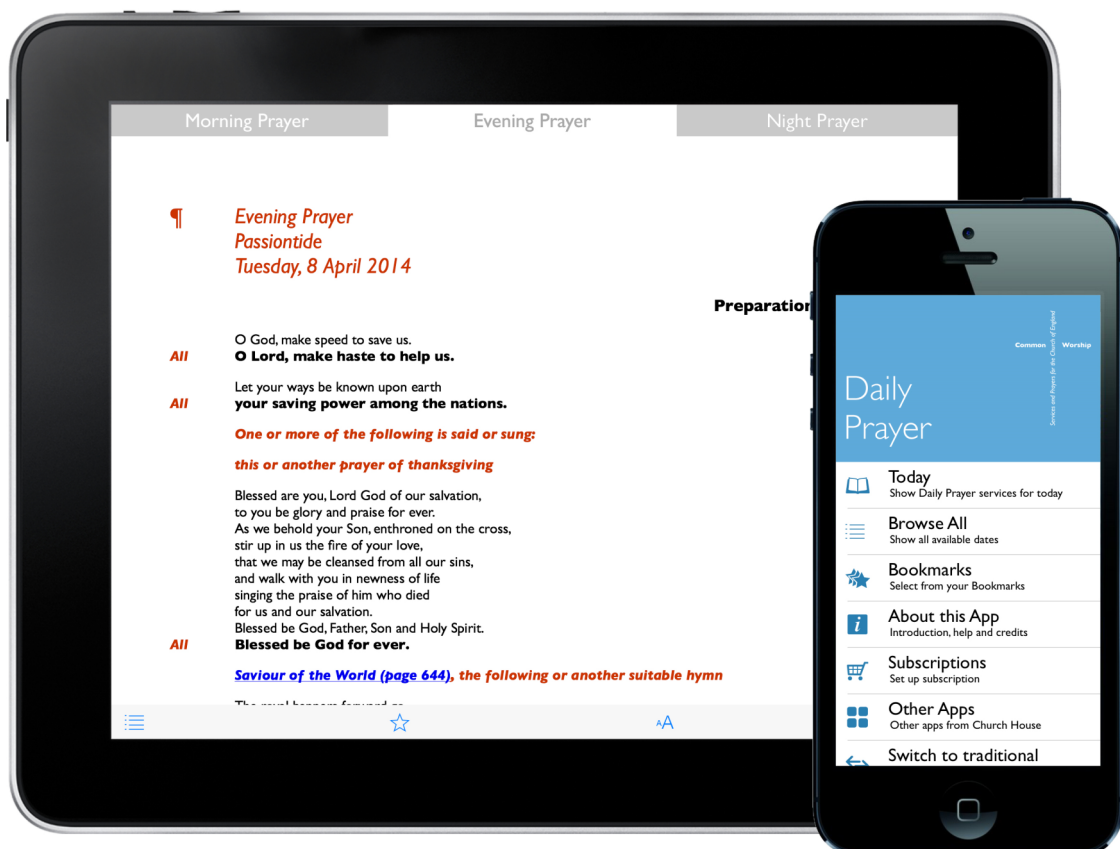 Morning Prayer
Evening Prayer
Night Prayer
¶ Evening Prayer
Passiontide
Tuesday, 8 April 2014
Preparation
O God, make speed to save us.
All O Lord, make haste to help us.
Let your ways be known upon earth
All your saving power among the nations.
One or more of the following is said or sung:
this or another prayer of thanksgiving
Blessed are you, Lord God of our salvation,
to you be glory and praise for ever.
As we behold your Son, enthroned on the cross,
stir up in us the fire of your love,
that we may be cleansed from all our sins,
and walk with you in newness of life
singing the praise of him who died
for us and our salvation.
Blessed be God, Father, Son and Holy Spirit.
All Blessed be God for ever.
Saviour of the World (page 644), the following or another suitable hymn
AA
Common Worship
Services and Prayers for the Church of England
Daily
Prayer
Today
Show Daily Prayer services for today
Browse All
Show all available dates
Bookmarks
Select from your Bookmarks
i
About this App
Introduction, help and credits
Subscriptions
Set up subscription
Other Apps
Other apps from Church House
Switch to traditional